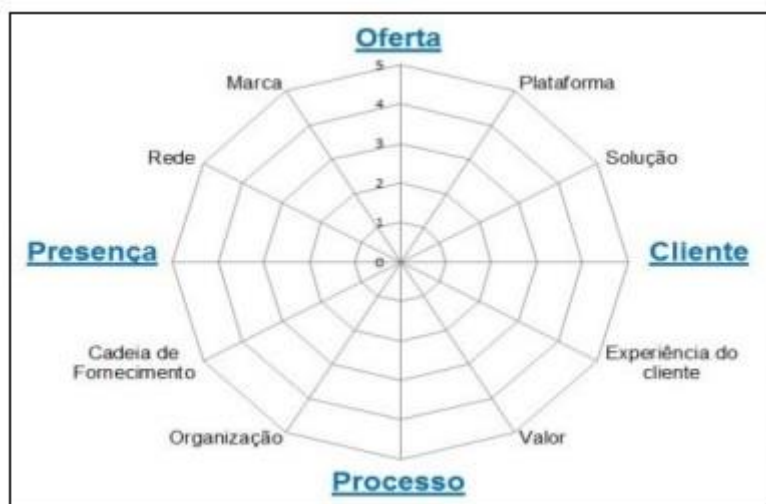 Oferta
Marca
Plataforma
5
4
3
2
1
0
Rede
Solução
Presença
Cliente
Cadeia de
Fornecimento
Experiência do
cliente
Organização
Valor
Processo